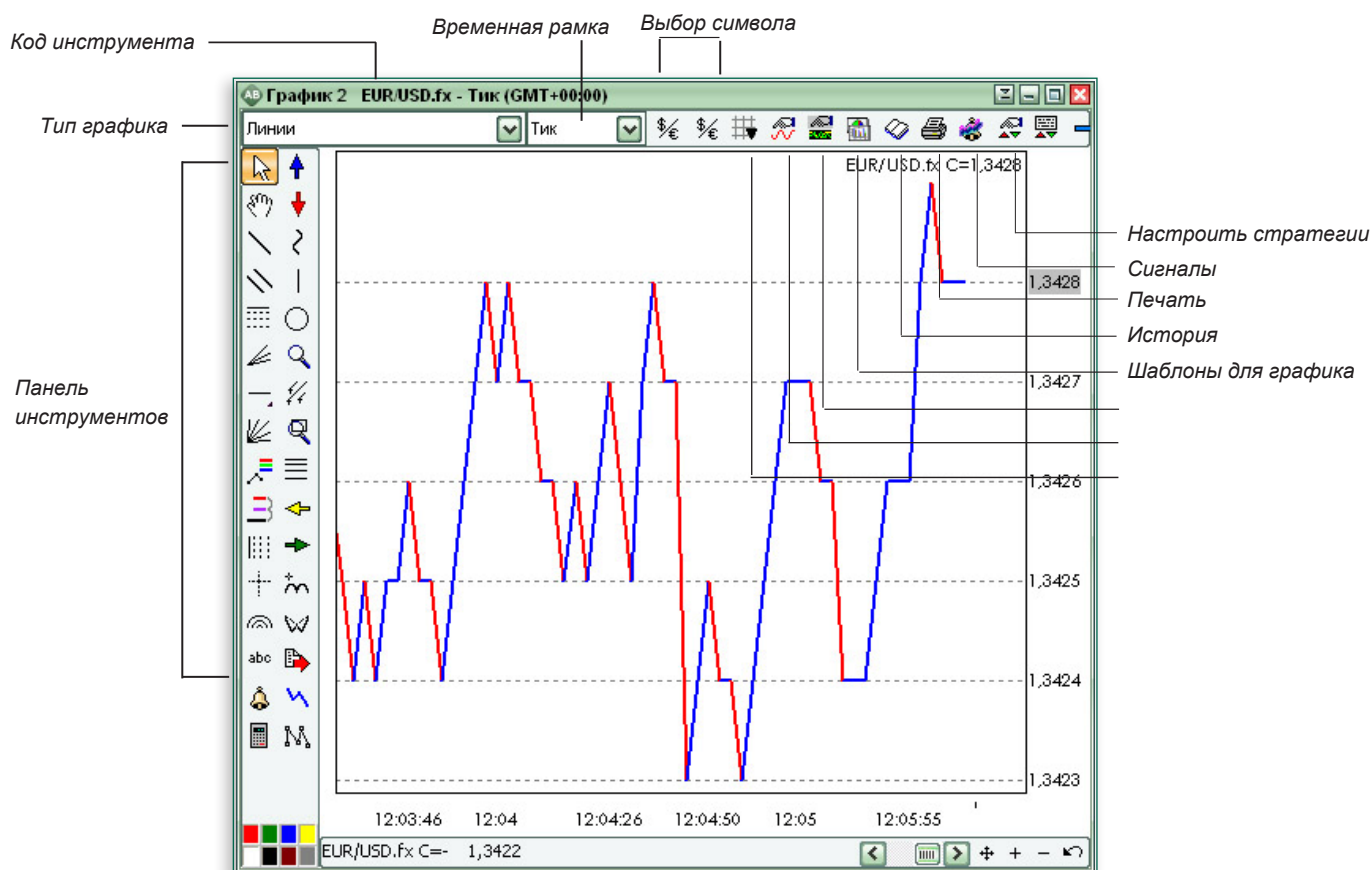 Код инструмента
Временная рамка
Выбор символа
График 2 EUR/USD.fx - Тик (GMT+00:00)
Тип графика
Линии
Тик
EUR/USD.fx C=1,3428
Настроить стратегии
Сигналы
1,3428
Печать
История
Шаблоны для графика
1,3427
Панель
инструментов
1,3426
1,3425
abc
1,3424
1,3423
12:03:46 12:04 12:04:26 12:04:50 12:05 12:05:55
EUR/USD.fx C=- 1,3422